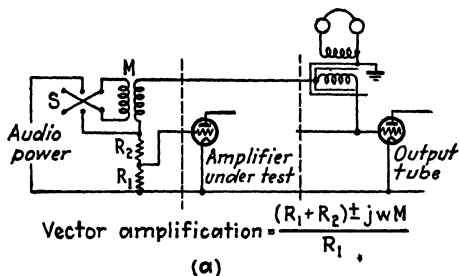 M
S
Audio
power
R₂
R₁
Amplifier
under test
Output
tube
Vector amplification = (R₁+R₂) ± jwM / R₁
(a)